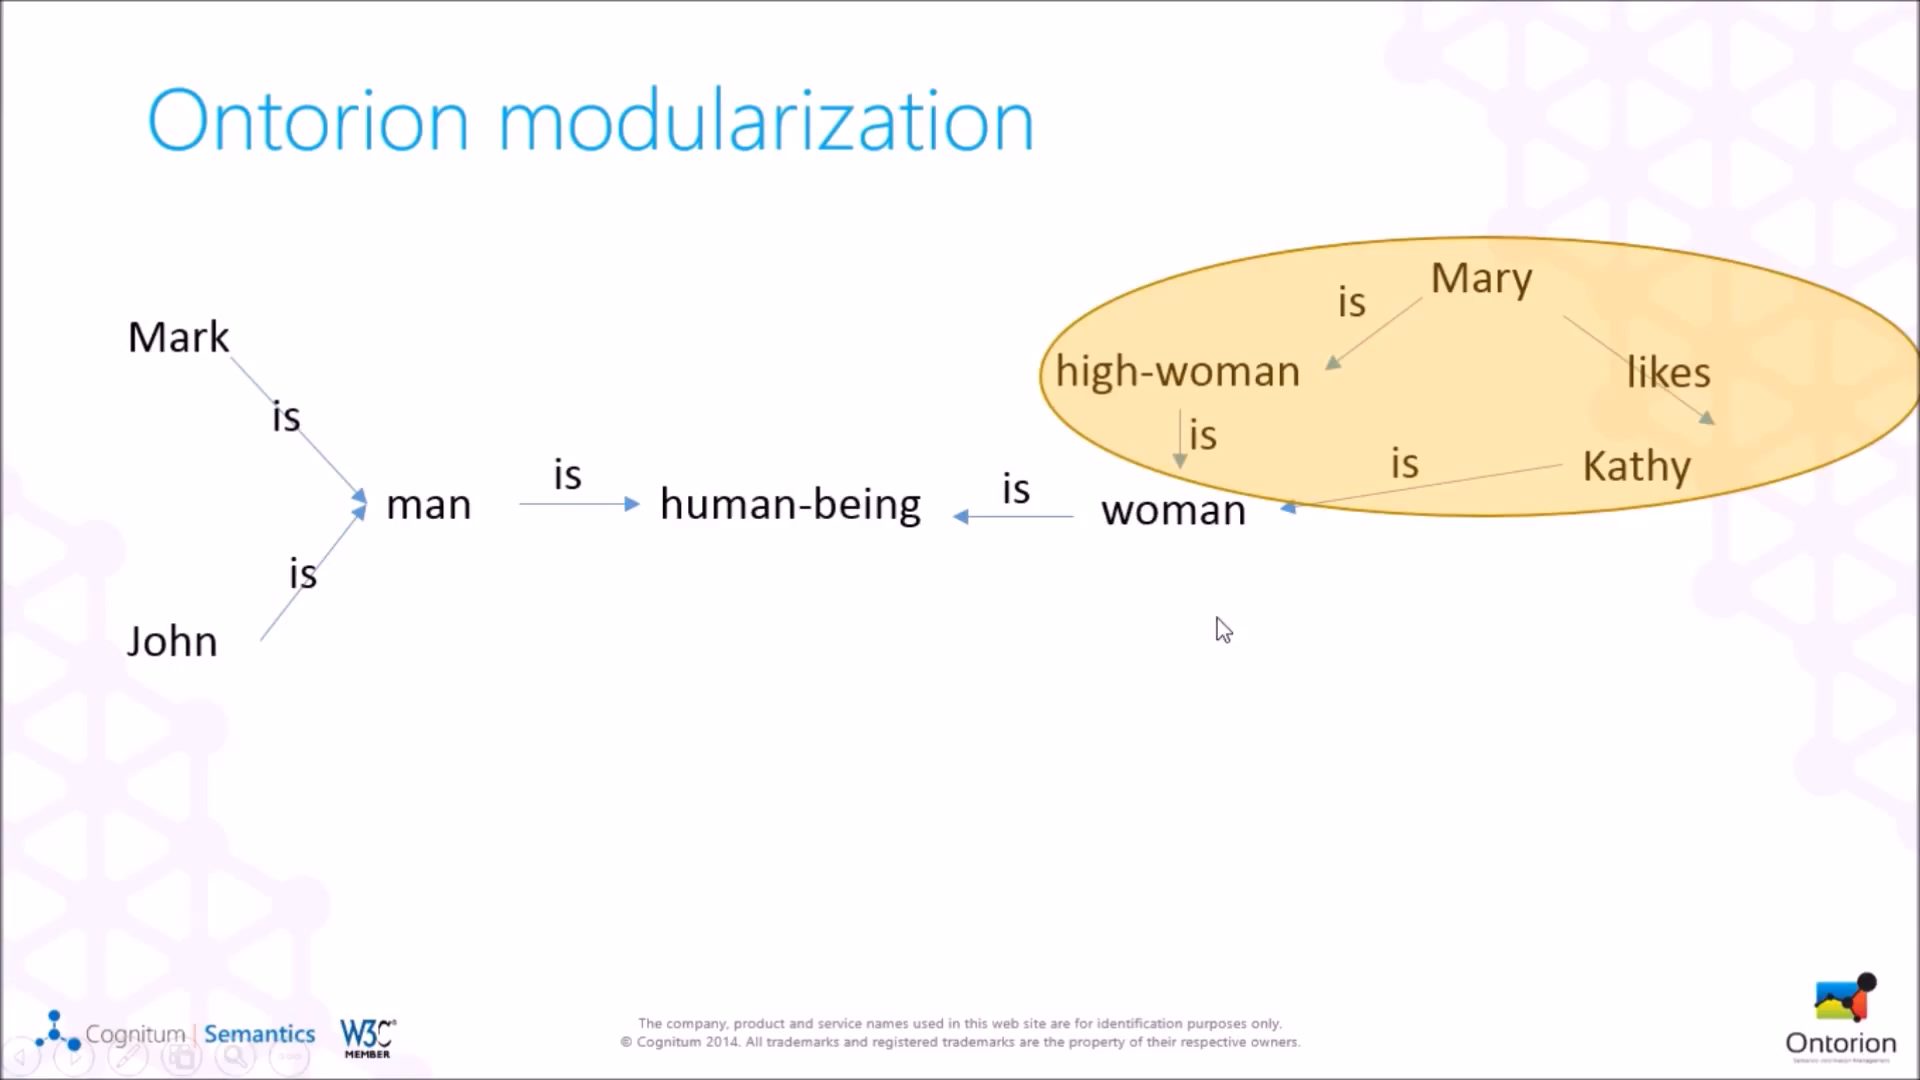 Ontorion modularization
Mary
is
Mark
high-woman
likes
is
is
is
Kathy
is
man
is
human-being
is
woman
is
John
Cognitum | Semantics
W3C®
MEMBER
The company, product and service names used in this web site are for identification purposes only.
© Cognitum 2014. All trademarks and registered trademarks are the property of their respective owners.
Ontorion